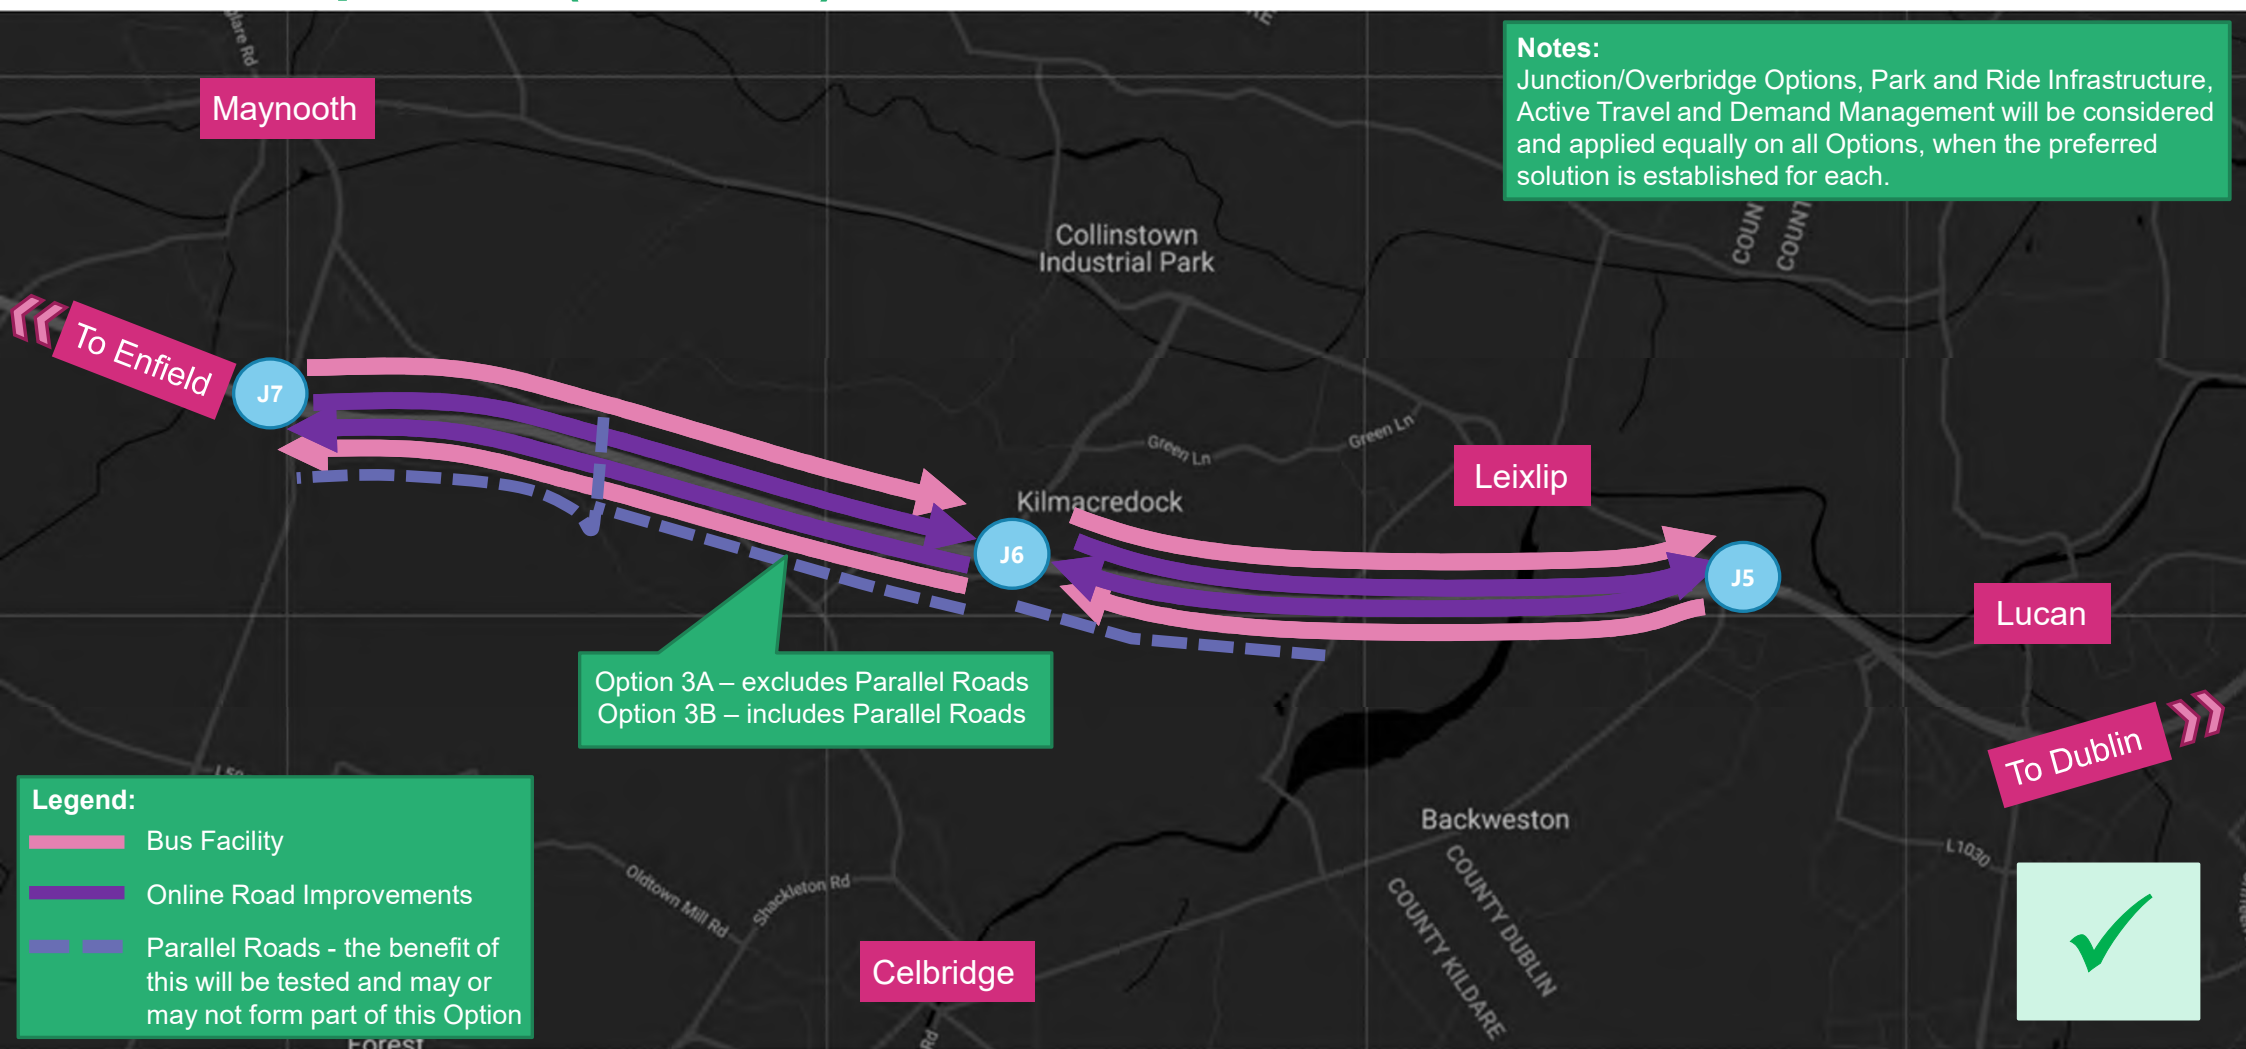 Notes:
Junction/Overbridge Options, Park and Ride Infrastructure,
Active Travel and Demand Management will be considered
and applied equally on all Options, when the preferred
solution is established for each.
Maynooth
Collinstown
Industrial Park
COUN
COUNT
To Enfield
J7
Green Ln
Green Ln
Leixlip
Kilmacredock
J6
J5
Lucan
Option 3A – excludes Parallel Roads
Option 3B – includes Parallel Roads
To Dublin
Legend:
Bus Facility
Online Road Improvements
Parallel Roads - the benefit of
this will be tested and may or
may not form part of this Option
Backweston
COUNTY DUBLIN
COUNTY KILDARE
L1030
Oldtown Mill Rd
Shackleton Rd
Celbridge
Rd
Forest